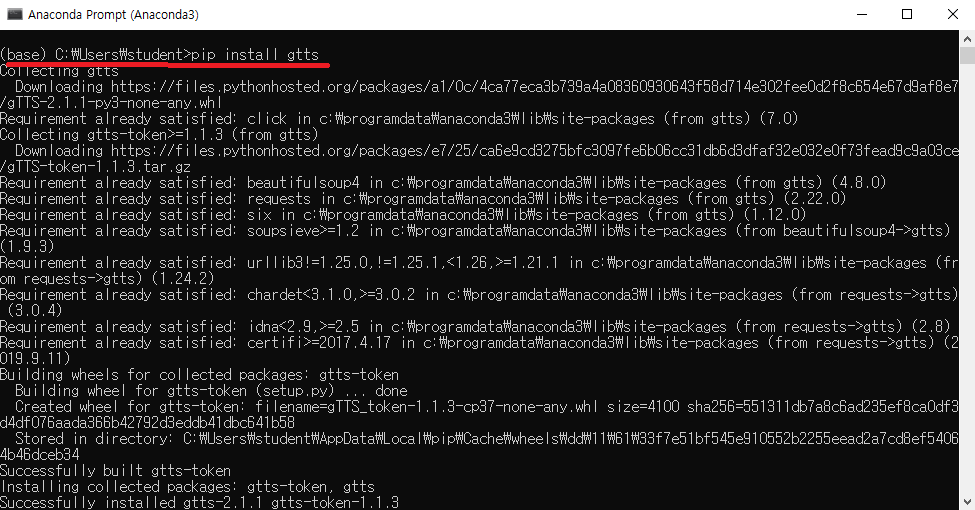 Anaconda Prompt (Anaconda3)
(base) C:₩Users₩student>pip install gtts
Collecting gtts
  Downloading https://files.pythonhosted.org/packages/a1/0c/4ca77eca3b739a4a08360930643f58d714e302fee0d2f8c654e67d9af8e7
/gTTS-2.1.1-py3-none-any.whl
Requirement already satisfied: click in c:₩programdata₩anaconda3₩lib₩site-packages (from gtts) (7.0)
Collecting gtts-token>=1.1.3 (from gtts)
  Downloading https://files.pythonhosted.org/packages/e7/25/ca6e9cd3275bfc3097fe6b06cc31db6d3dfaf32e032e0f73fead9c9a03ce
/gTTS-token-1.1.3.tar.gz
Requirement already satisfied: beautifulsoup4 in c:₩programdata₩anaconda3₩lib₩site-packages (from gtts) (4.8.0)
Requirement already satisfied: requests in c:₩programdata₩anaconda3₩lib₩site-packages (from gtts) (2.22.0)
Requirement already satisfied: six in c:₩programdata₩anaconda3₩lib₩site-packages (from gtts) (1.12.0)
Requirement already satisfied: soupsieve>=1.2 in c:₩programdata₩anaconda3₩lib₩site-packages (from beautifulsoup4->gtts)
(1.9.3)
Requirement already satisfied: urllib3!=1.25.0,!=1.25.1,<1.26,>=1.21.1 in c:₩programdata₩anaconda3₩lib₩site-packages (fr
om requests->gtts) (1.24.2)
Requirement already satisfied: chardet<3.1.0,>=3.0.2 in c:₩programdata₩anaconda3₩lib₩site-packages (from requests->gtts)
 (3.0.4)
Requirement already satisfied: idna<2.9,>=2.5 in c:₩programdata₩anaconda3₩lib₩site-packages (from requests->gtts) (2.8)
Requirement already satisfied: certifi>=2017.4.17 in c:₩programdata₩anaconda3₩lib₩site-packages (from requests->gtts) (2
019.9.11)
Building wheels for collected packages: gtts-token
  Building wheel for gtts-token (setup.py) ... done
  Created wheel for gtts-token: filename=gTTS_token-1.1.3-cp37-none-any.whl size=4100 sha256=551311db7a8c6ad235ef8ca0df3
d4df076aada366b42792d3eddb41dbc641b58
  Stored in directory: C:₩Users₩student₩AppData₩Local₩pip₩Cache₩wheels₩dd₩11₩61₩33f7e51bf545e910552b2255eead2a7cd8ef5406
4b46dceb34
Successfully built gtts-token
Installing collected packages: gtts-token, gtts
Successfully installed gtts-2.1.1 gtts-token-1.1.3